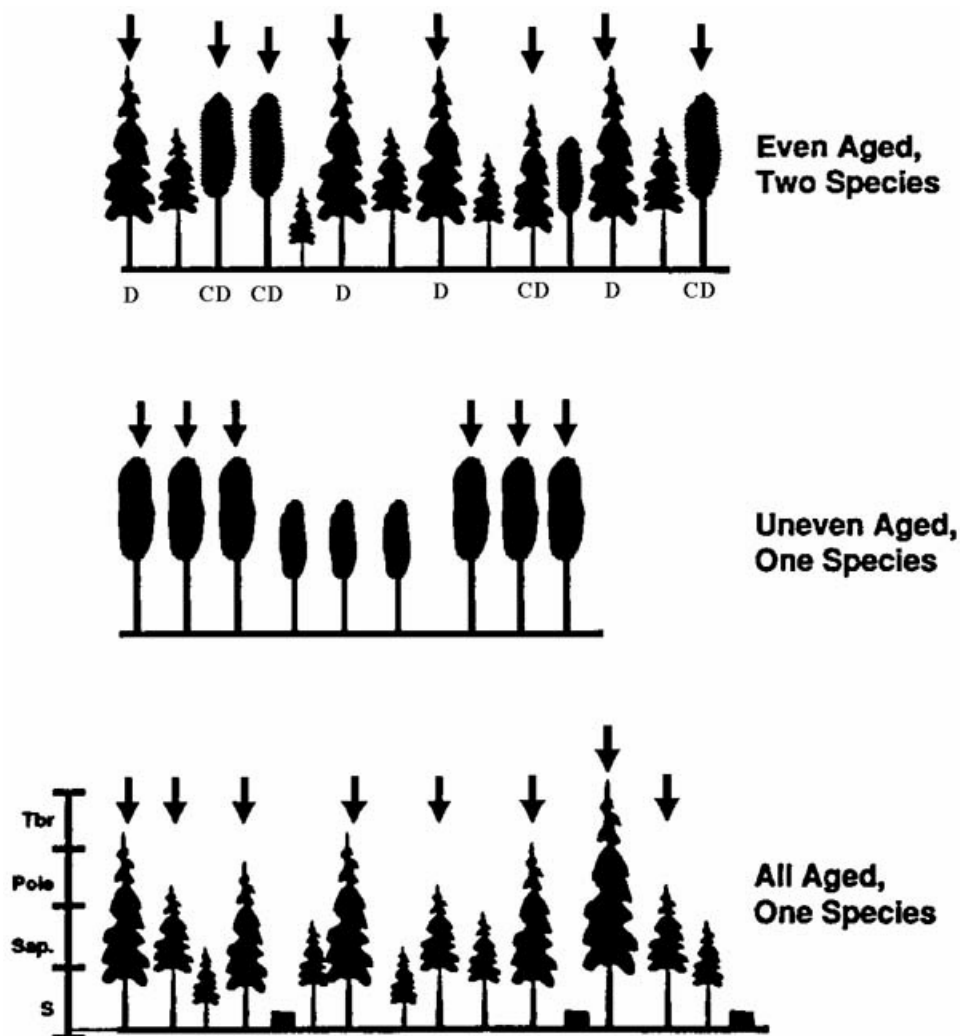 Even Aged,
Two Species
D CD CD D D CD D CD
Uneven Aged,
One Species
Tbr
Pole
All Aged,
One Species
Sap.
S